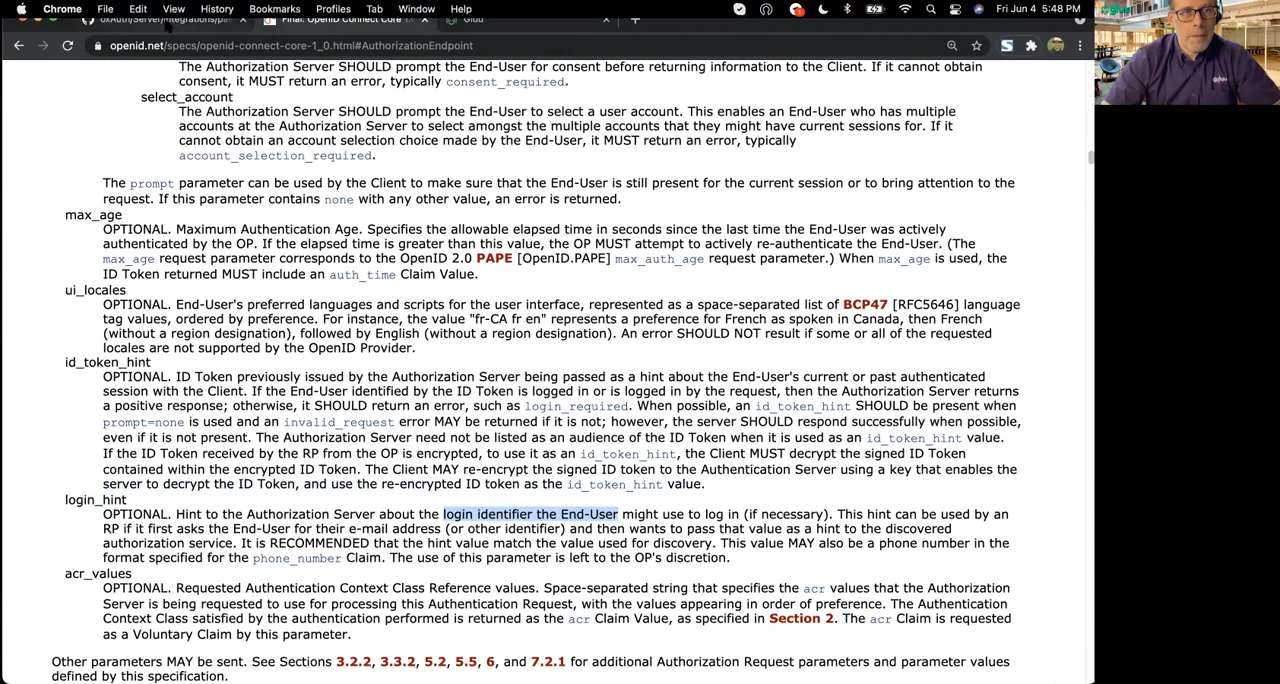 Chrome File Edit View History Bookmarks Profiles Tab Window Help Fri Jun 4 5:48 PM
oxAuth/Server/integrations/pas Final: OpenID Connect Core 1 Gluu
openid.net/specs/openid-connect-core-1_0.html#AuthorizationEndpoint
The Authorization Server SHOULD prompt the End-User for consent before returning information to the Client. If it cannot obtain
consent, it MUST return an error, typically consent_required.
select_account
The Authorization Server SHOULD prompt the End-User to select a user account. This enables an End-User who has multiple
accounts at the Authorization Server to select amongst the multiple accounts that they might have current sessions for. If it
cannot obtain an account selection choice made by the End-User, it MUST return an error, typically
account_selection_required.
The prompt parameter can be used by the Client to make sure that the End-User is still present for the current session or to bring attention to the
request. If this parameter contains none with any other value, an error is returned.
max_age
OPTIONAL. Maximum Authentication Age. Specifies the allowable elapsed time in seconds since the last time the End-User was actively
authenticated by the OP. If the elapsed time is greater than this value, the OP MUST attempt to actively re-authenticate the End-User. (The
max_age request parameter corresponds to the OpenID 2.0 PAPE [OpenID.PAPE] max_auth_age request parameter.) When max_age is used, the
ID Token returned MUST include an auth_time Claim Value.
ui_locales
OPTIONAL. End-User's preferred languages and scripts for the user interface, represented as a space-separated list of BCP47 [RFC5646] language
tag values, ordered by preference. For instance, the value "fr-CA fr en" represents a preference for French as spoken in Canada, then French
(without a region designation), followed by English (without a region designation). An error SHOULD NOT result if some or all of the requested
locales are not supported by the OpenID Provider.
id_token_hint
OPTIONAL. ID Token previously issued by the Authorization Server being passed as a hint about the End-User's current or past authenticated
session with the Client. If the End-User identified by the ID Token is logged in or is logged in by the request, then the Authorization Server returns
a positive response; otherwise, it SHOULD return an error, such as login_required. When possible, an id_token_hint SHOULD be present when
prompt=none is used and an invalid_request error MAY be returned if it is not; however, the server SHOULD respond successfully when possible,
even if it is not present. The Authorization Server need not be listed as an audience of the ID Token when it is used as an id_token_hint value.
If the ID Token received by the RP from the OP is encrypted, to use it as an id_token_hint, the Client MUST decrypt the signed ID Token
contained within the encrypted ID Token. The Client MAY re-encrypt the signed ID token to the Authentication Server using a key that enables the
server to decrypt the ID Token, and use the re-encrypted ID token as the id_token_hint value.
login_hint
OPTIONAL. Hint to the Authorization Server about the login identifier the End-User might use to log in (if necessary). This hint can be used by an
RP if it first asks the End-User for their e-mail address (or other identifier) and then wants to pass that value as a hint to the discovered
authorization service. It is RECOMMENDED that the hint value match the value used for discovery. This value MAY also be a phone number in the
format specified for the phone_number Claim. The use of this parameter is left to the OP's discretion.
acr_values
OPTIONAL. Requested Authentication Context Class Reference values. Space-separated string that specifies the acr values that the Authorization
Server is being requested to use for processing this Authentication Request, with the values appearing in order of preference. The Authentication
Context Class satisfied by the authentication performed is returned as the acr Claim Value, as specified in Section 2. The acr Claim is requested
as a Voluntary Claim by this parameter.
Other parameters MAY be sent. See Sections 3.2.2, 3.3.2, 5.2, 5.5, 6, and 7.2.1 for additional Authorization Request parameters and parameter values
defined by this specification.